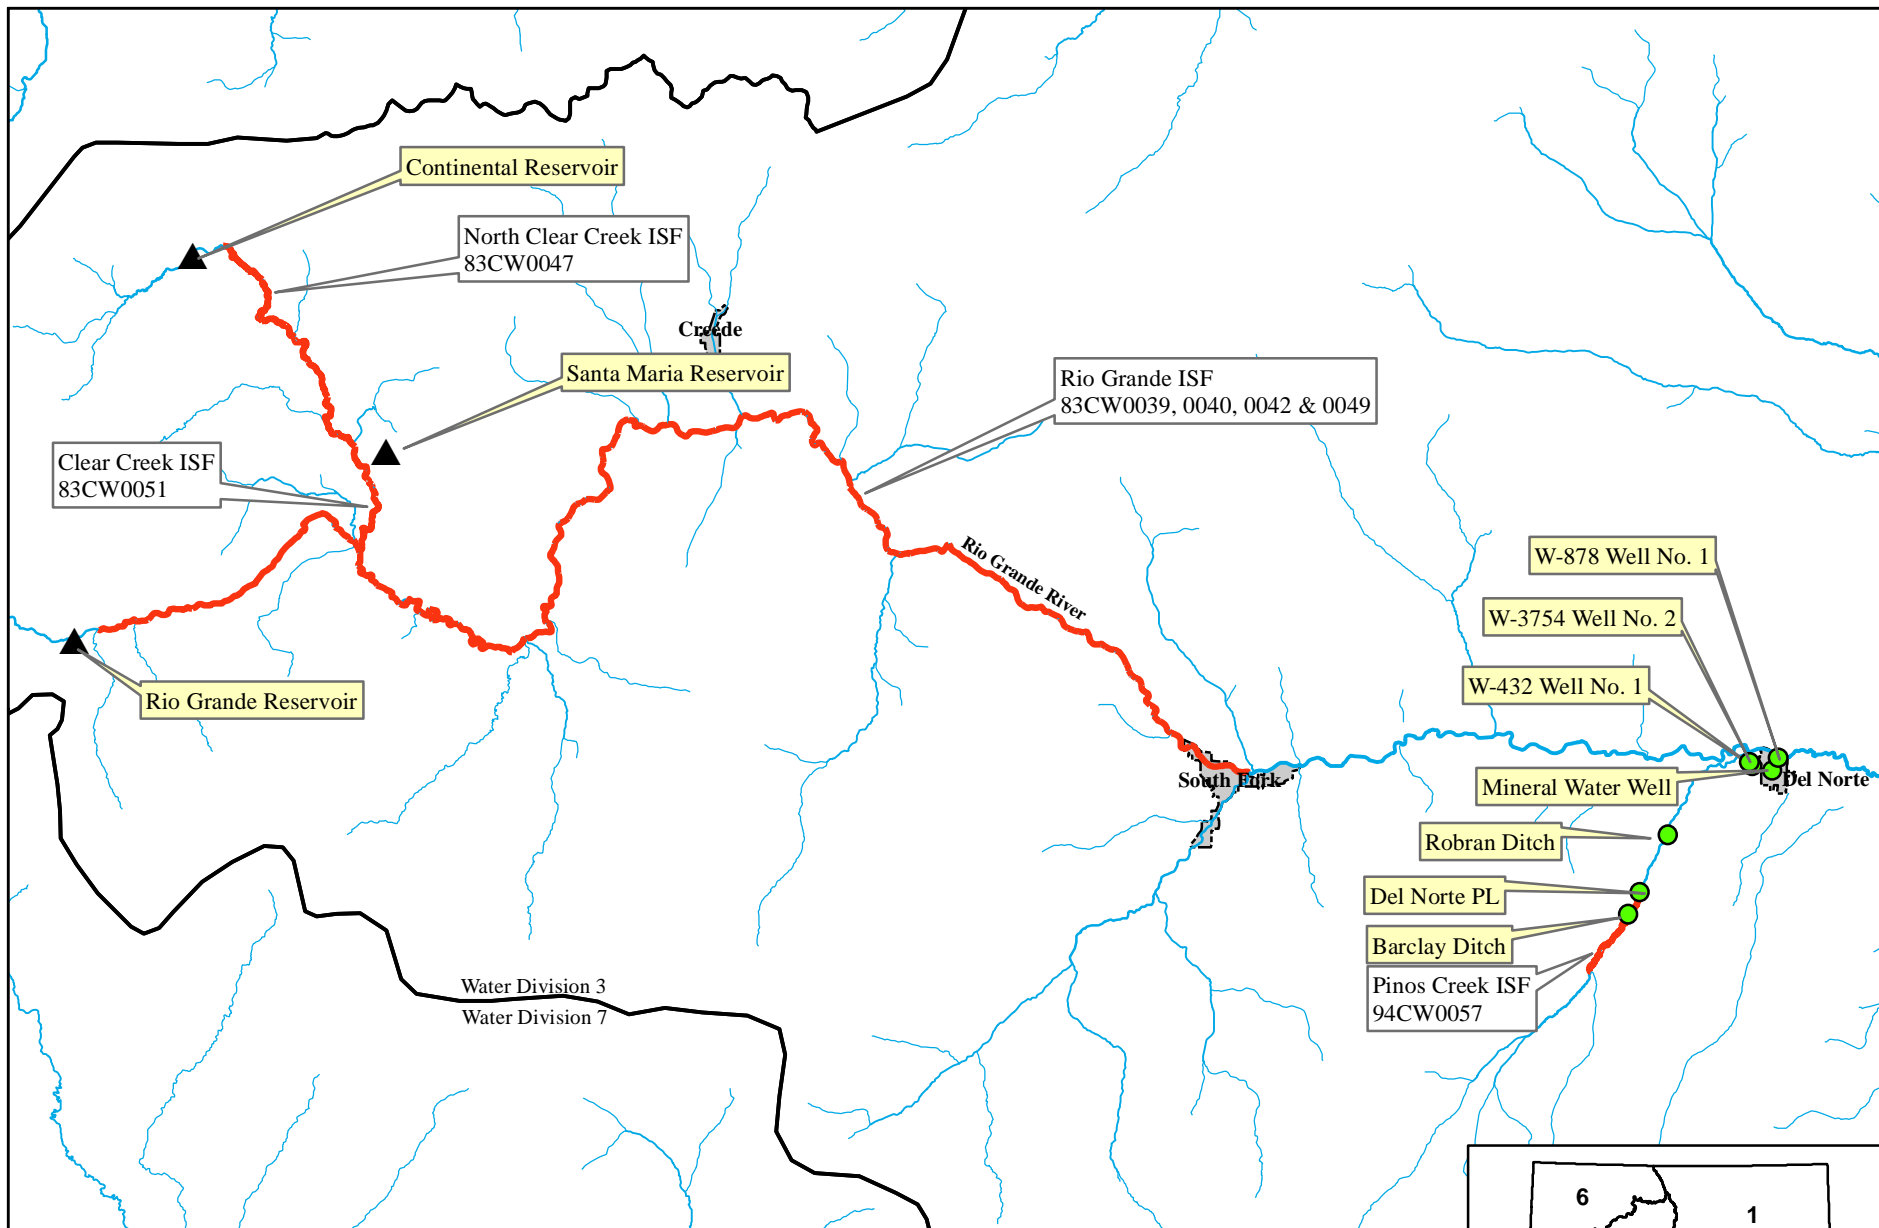 Continental Reservoir
North Clear Creek ISF
83CW0047
Creede
Santa Maria Reservoir
Rio Grande ISF
83CW0039, 0040, 0042 & 0049
Clear Creek ISF
83CW0051
Rio Grande River
W-878 Well No. 1
W-3754 Well No. 2
W-432 Well No. 1
Rio Grande Reservoir
South Fork
Mineral Water Well
Del Norte
Robran Ditch
Del Norte PL
Barclay Ditch
Pinos Creek ISF
94CW0057
Water Division 3
Water Division 7
6
1